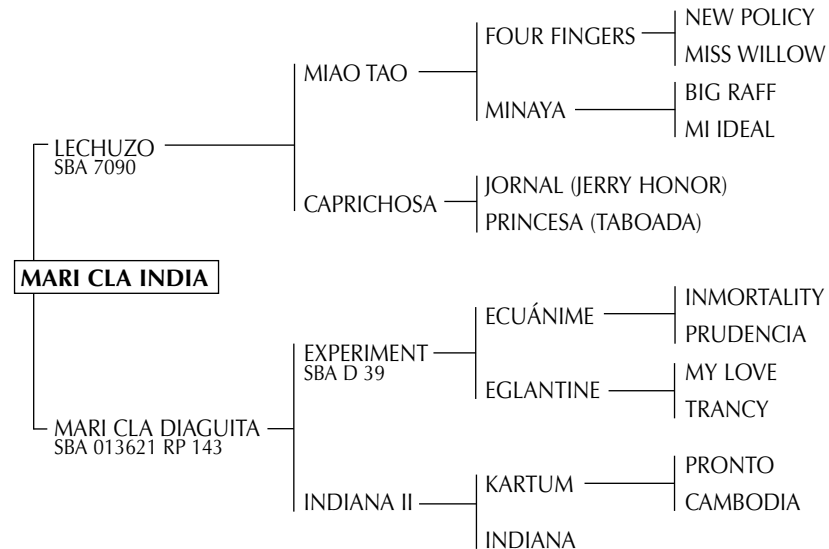 NEW POLICY
FOUR FINGERS
MISS WILLOW
MIAO TAO
BIG RAFF
MINAYA
MI IDEAL
LECHUZO
SBA 7090
JORNAL (JERRY HONOR)
CAPRICHOSA
PRINCESA (TABOADA)
MARI CLA INDIA
INMORTALITY
ECUÁNIME
PRUDENCIA
EXPERIMENT
SBA D 39
MY LOVE
EGLANTINE
TRANCY
MARI CLA DIAGUITA
SBA 013621 RP 143
PRONTO
KARTUM
CAMBODIA
INDIANA II
INDIANA